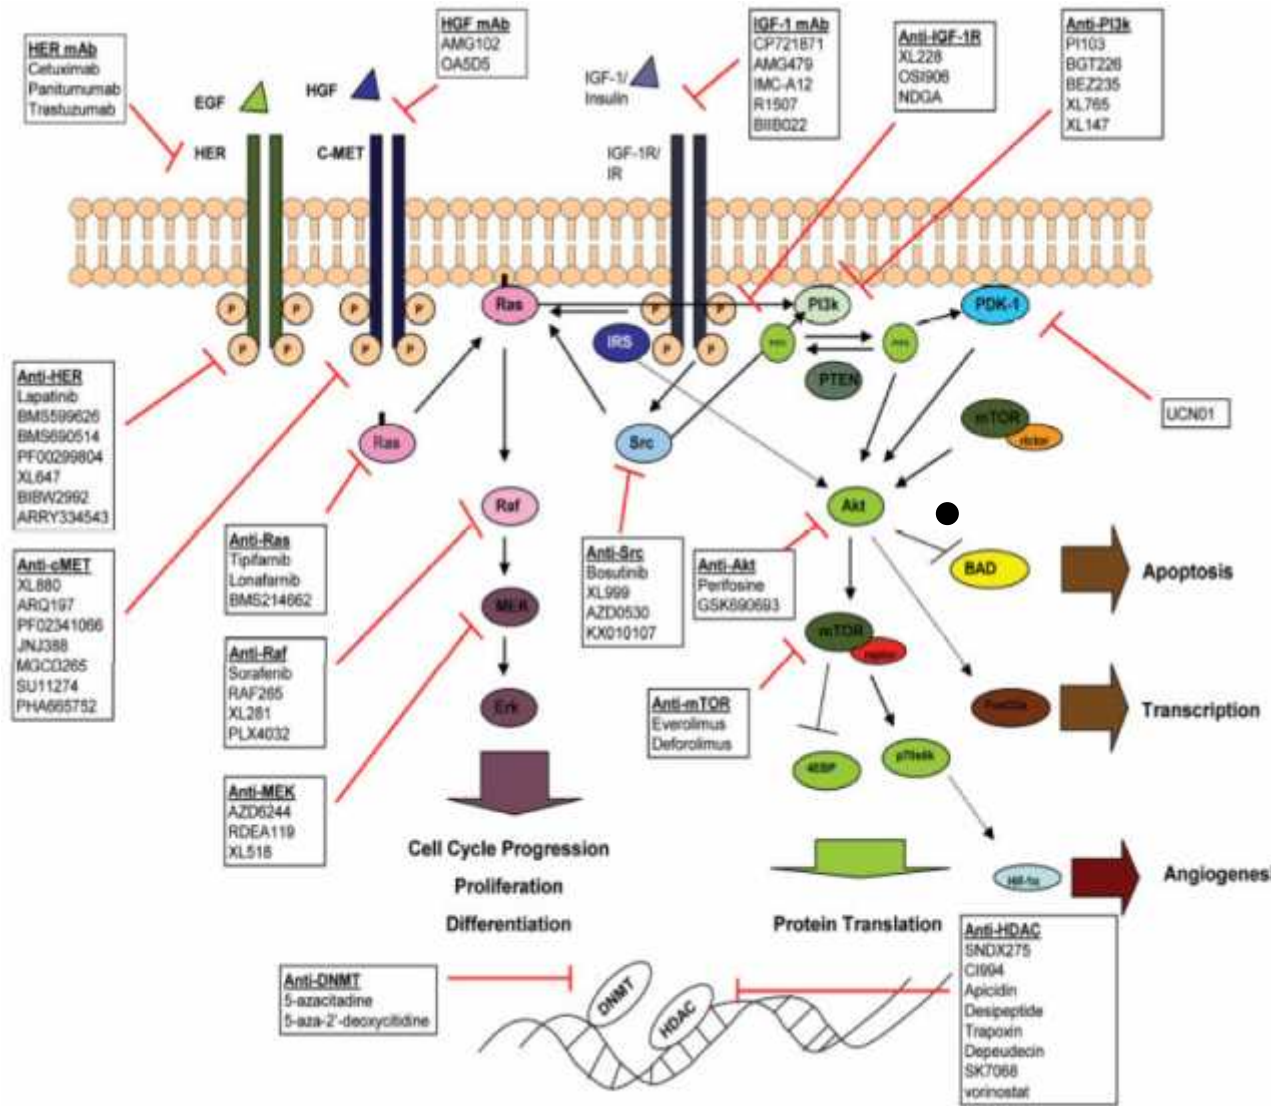 HER mAb
Cetuximab
Panitumumab
Trastuzumab
HGF mAb
AMG102
OA5D5
IGF-1 mAb
CP721871
AMG479
IMC-A12
R1507
BIIB022
Anti-IGF-1R
XL228
OSI906
NDGA
Anti-PI3k
PI103
BGT226
BEZ235
XL765
XL147
EGF
HGF
IGF-1/
Insulin
HER
C-MET
IGF-1R/
IR
P P P P P P
Ras
PI3k
PDK-1
P P P P P P
IRS
PTEN
Anti-HER
Lapatinib
BMS599626
BMS690514
PF00299804
XL647
BIBW2992
ARRY334543
UCN01
mTOR
rictor
Ras
Src
Raf
Akt
Anti-Ras
Tipifarnib
Lonafarnib
BMS214662
Anti-Src
Bosutinib
XL999
AZD0530
KX010107
Anti-Akt
Perifosine
GSK690693
BAD
Apoptosis
Anti-cMET
XL880
ARQ197
PF02341066
JNJ388
MGCD265
SU11274
PHA665752
MEK
mTOR
raptor
Anti-Raf
Sorafenib
RAF265
XL281
PLX4032
Erk
Anti-mTOR
Everolimus
Deforolimus
Transcription
4EBP
p70s6k
Anti-MEK
AZD6244
RDEA119
XL518
Cell Cycle Progression
Proliferation
Differentiation
Hif-1α
Angiogenesi
Protein Translation
Anti-DNMT
5-azacitadine
5-aza-2'-deoxycitidine
DNMT
HDAC
Anti-HDAC
SNDX275
CI994
Apicidin
Desipeptide
Trapoxin
Depeudecin
SK7068
vorinostat